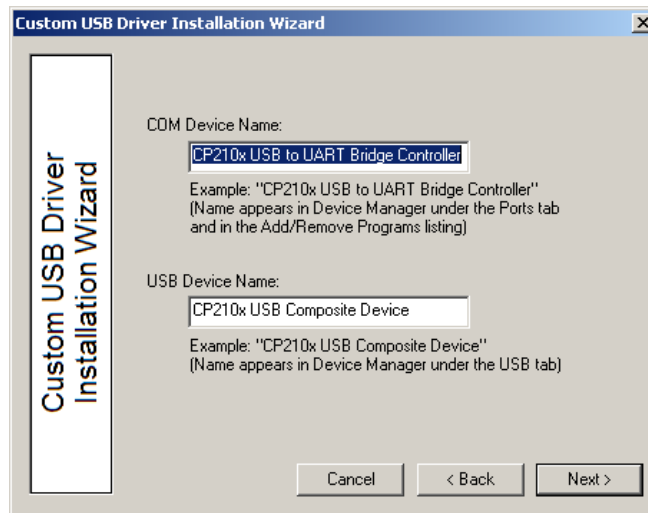 Custom USB Driver Installation Wizard
Custom USB Driver
Installation Wizard
COM Device Name:
CP210x USB to UART Bridge Controller
Example: "CP210x USB to UART Bridge Controller"
(Name appears in Device Manager under the Ports tab
and in the Add/Remove Programs listing)
USB Device Name:
CP210x USB Composite Device
Example: "CP210x USB Composite Device"
(Name appears in Device Manager under the USB tab)
Cancel
< Back
Next >